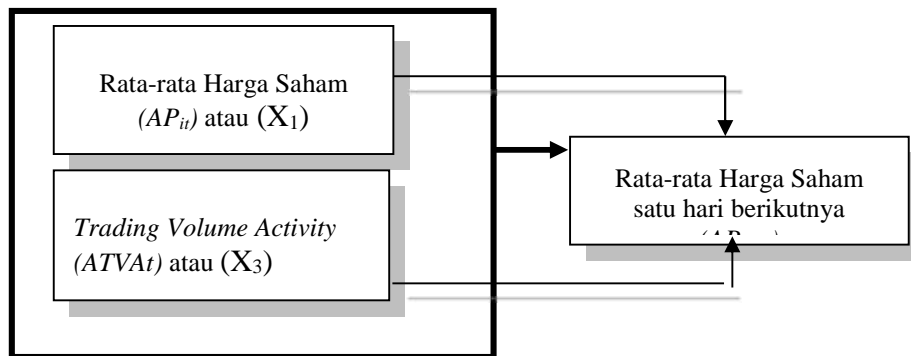 Rata-rata Harga Saham
(APit) atau (X1)
Trading Volume Activity
(ATVAt) atau (X3)
Rata-rata Harga Saham
satu hari berikutnya